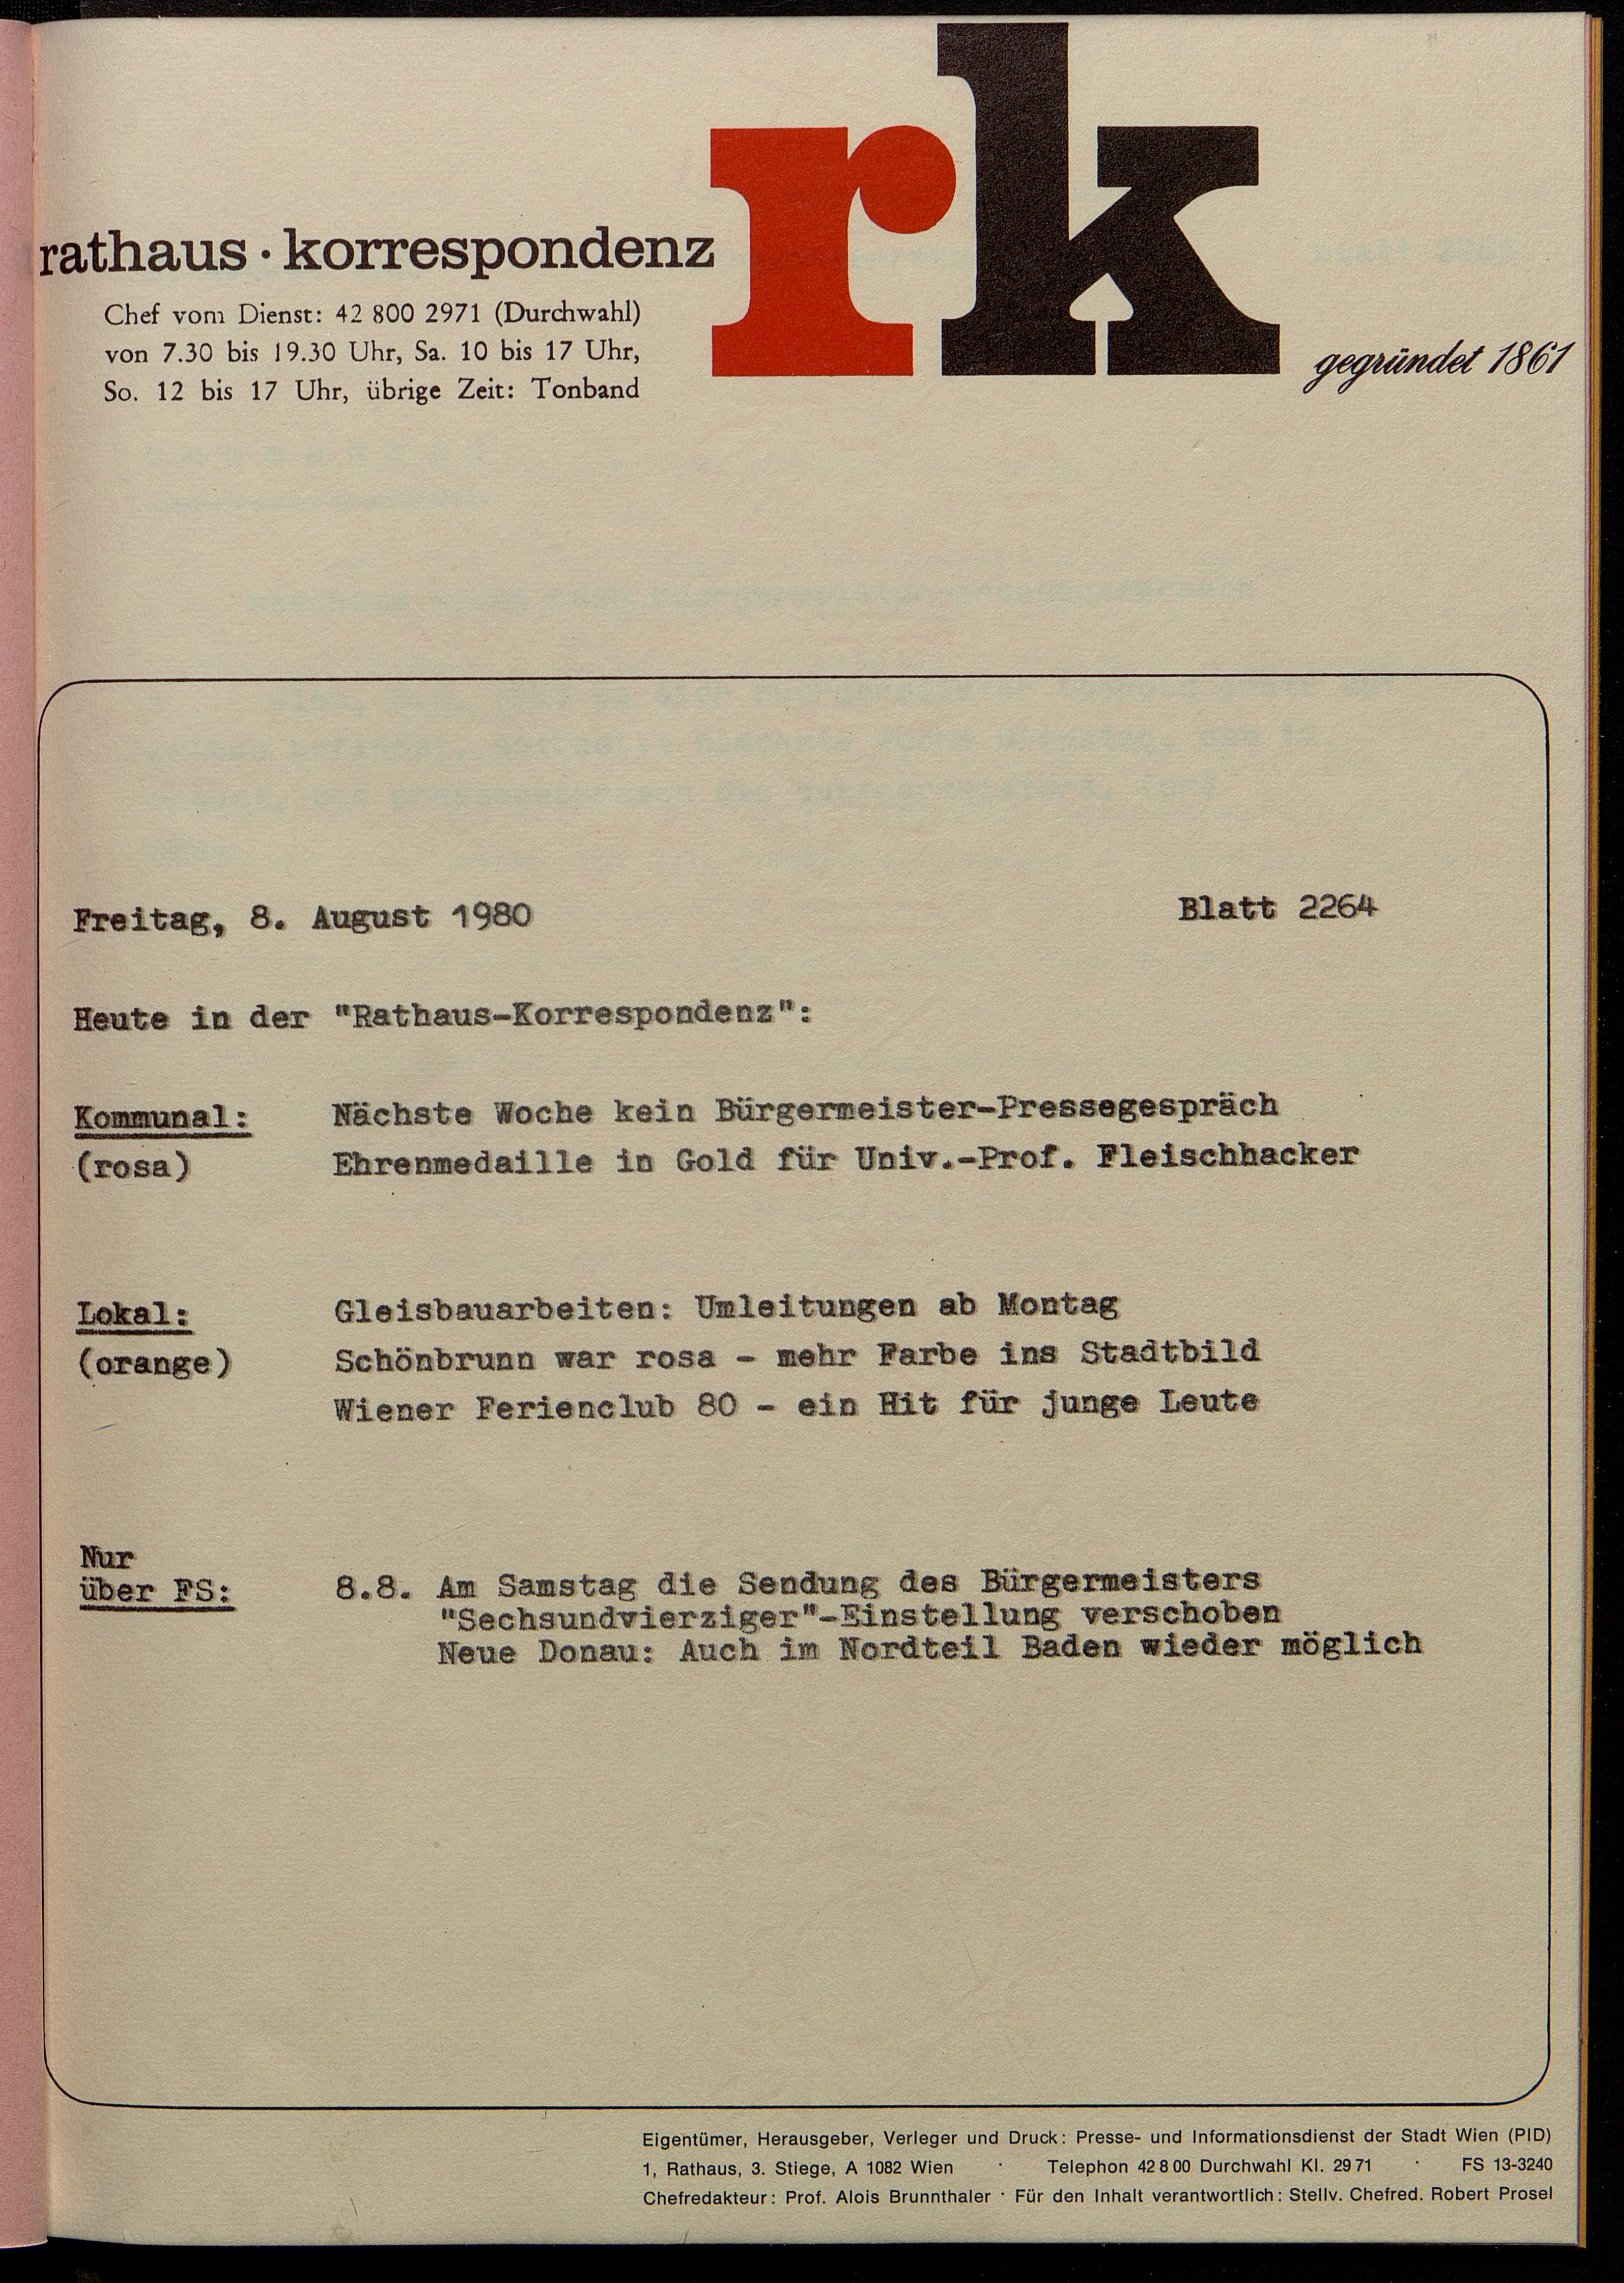 rk
rathaus · korrespondenz
Chef vom Dienst: 42 800 2971 (Durchwahl)
von 7.30 bis 19.30 Uhr, Sa. 10 bis 17 Uhr,
So. 12 bis 17 Uhr, übrige Zeit: Tonband
gegründet 1861
Freitag, 8. August 1980 Blatt 2264
Heute in der "Rathaus-Korrespondenz":
Kommunal: Nächste Woche kein Bürgermeister-Pressegespräch
(rosa) Ehrenmedaille in Gold für Univ.-Prof. Fleischhacker
Lokal: Gleisbauarbeiten: Umleitungen ab Montag
(orange) Schönbrunn war rosa - mehr Farbe ins Stadtbild
Wiener Ferienclub 80 - ein Hit für junge Leute
Nur
über FS: 8.8. Am Samstag die Sendung des Bürgermeisters
"Sechsundvierziger"-Einstellung verschoben
Neue Donau: Auch im Nordteil Baden wieder möglich
Eigentümer, Herausgeber, Verleger und Druck: Presse- und Informationsdienst der Stadt Wien (PID)
1, Rathaus, 3. Stiege, A 1082 Wien · Telephon 42 8 00 Durchwahl Kl. 29 71 · FS 13-3240
Chefredakteur: Prof. Alois Brunnthaler · Für den Inhalt verantwortlich: Stellv. Chefred. Robert Prosel